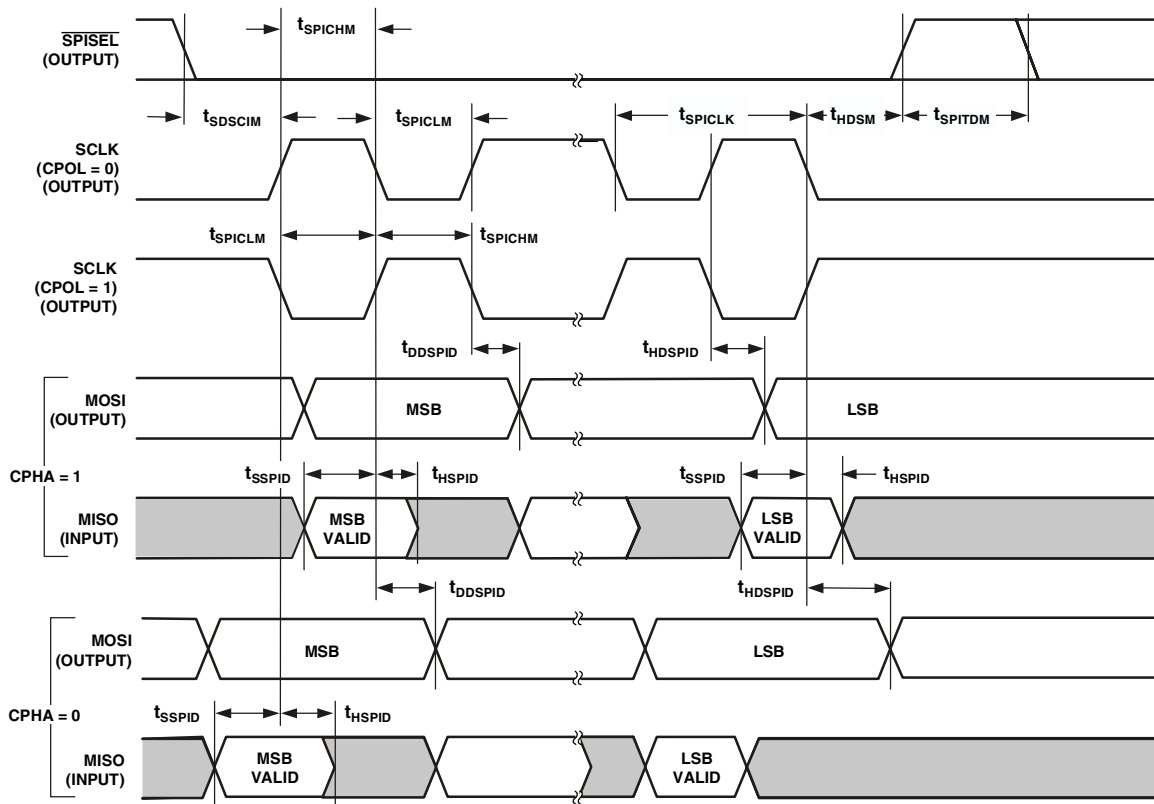 tSPICHM
SPISEL
(OUTPUT)
tSDSCIM
tSPICLM
tSPICLK
tHDSM
tSPITDM
SCLK
(CPOL = 0)
(OUTPUT)
tSPICLM
tSPICHM
SCLK
(CPOL = 1)
(OUTPUT)
tDDSPID
tHDSPID
MOSI
(OUTPUT)
MSB
LSB
CPHA = 1
tSSPID
tHSPID
tSSPID
tHSPID
MISO
(INPUT)
MSB
VALID
LSB
VALID
tDDSPID
tHDSPID
MOSI
(OUTPUT)
MSB
LSB
CPHA = 0
tSSPID
tHSPID
MISO
(INPUT)
MSB
VALID
LSB
VALID